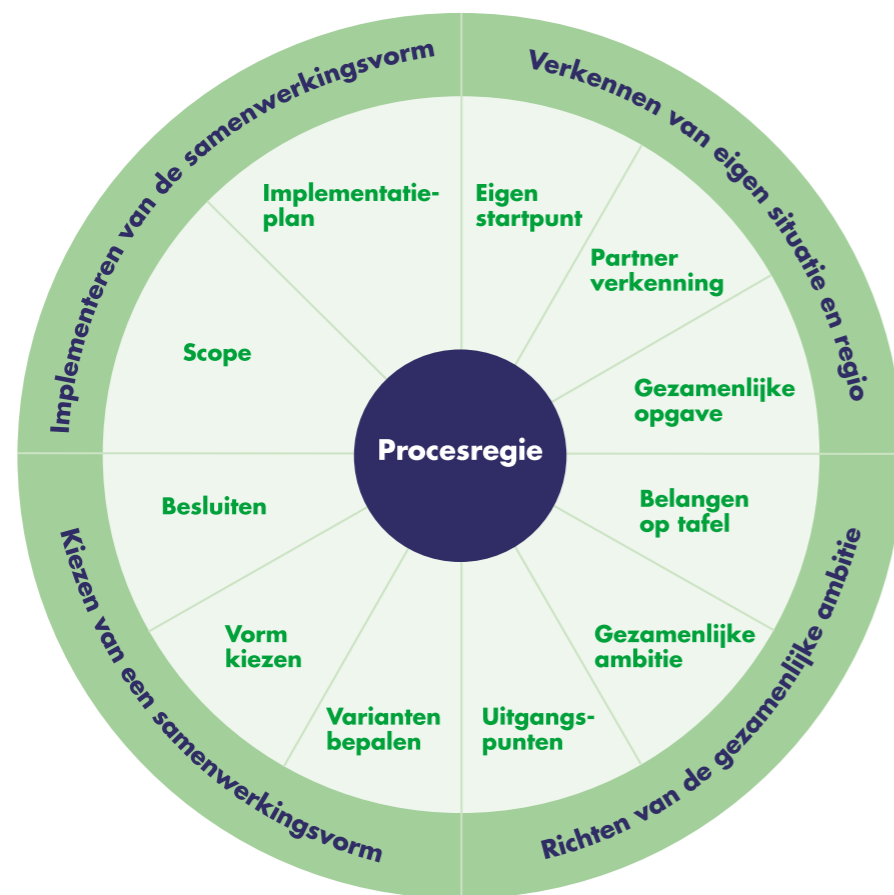 Verkennen van eigen situatie en regio
Eigen
startpunt
Partner
verkenning
Gezamenlijke
opgave
Richten van de gezamenlijke ambitie
Belangen
op tafel
Gezamenlijke
ambitie
Uitgangs-
punten
Kiezen van een samenwerkingsvorm
Varianten
bepalen
Vorm
kiezen
Besluiten
Implementeren van de samenwerkingsvorm
Scope
Implementatie-
plan
Procesregie